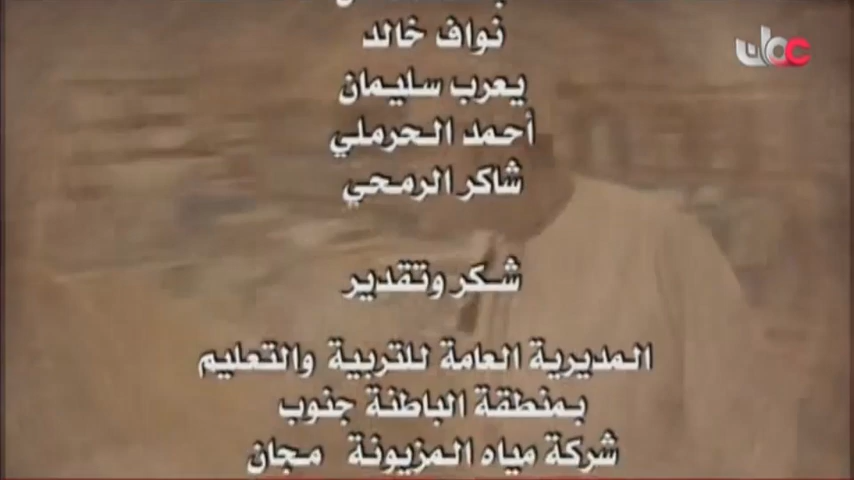 نواف خالد
يعرب سليمان
أحمد الحرملي
شاكر الرمحي
شكر وتقدير
المديرية العامة للتربية والتعليم
بمنطقة الباطنة جنوب
شركة مياه المزيونة مجان
عمان